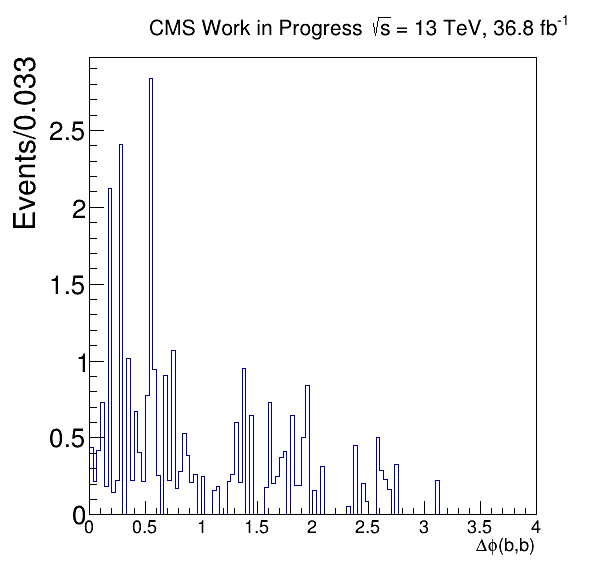 CMS Work in Progress √s = 13 TeV, 36.8 fb⁻¹
Events/0.033
2.5
2
1.5
1
0.5
0
0 0.5 1 1.5 2 2.5 3 3.5 4
Δϕ(b,b)